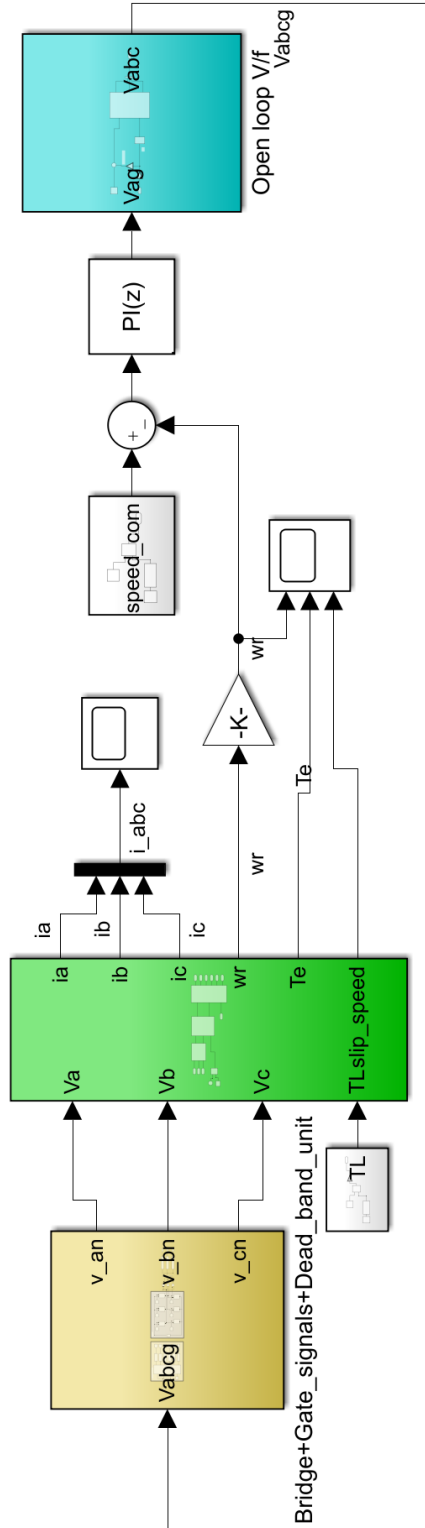 Vabcg
v_an
v_bn
v_cn
Bridge+Gate_signals+Dead_band_unit
TL
Va
Vb
Vc
TL
ia
ib
ic
wr
Te
slip_speed
ia
ib
ic
i_abc
wr
-K-
wr
Te
speed_com
+
−
PI(z)
Vag
Vabc
Open loop V/f
Vabcg